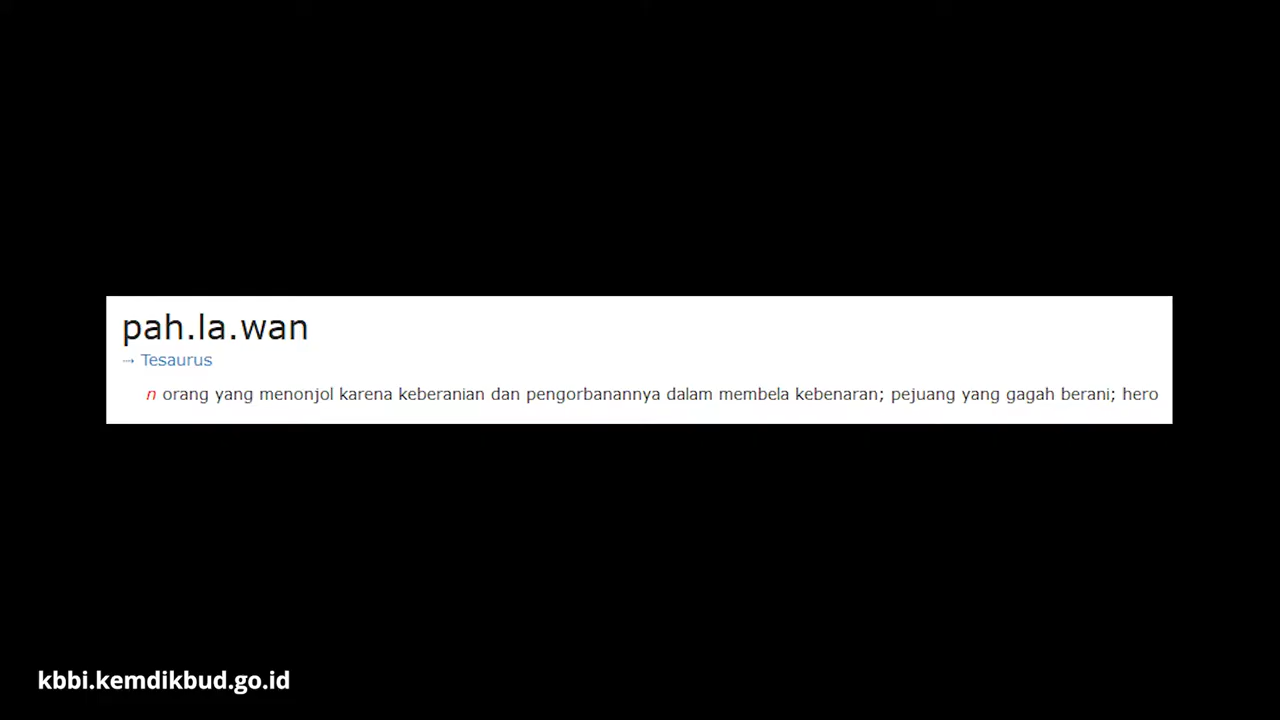 pah.la.wan
⤑ Tesaurus
n orang yang menonjol karena keberanian dan pengorbanannya dalam membela kebenaran; pejuang yang gagah berani; hero
kbbi.kemdikbud.go.id